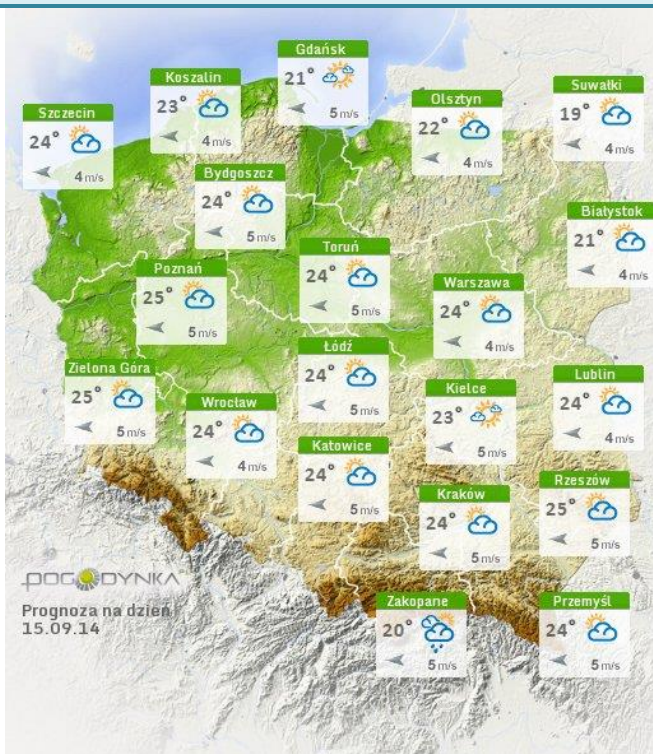 Gdańsk
21°
5 m/s
Koszalin
23°
4 m/s
Suwałki
19°
4 m/s
Olsztyn
22°
4 m/s
Szczecin
24°
4 m/s
Bydgoszcz
24°
5 m/s
Białystok
21°
4 m/s
Toruń
24°
5 m/s
Poznań
25°
5 m/s
Warszawa
24°
4 m/s
Łódź
24°
5 m/s
Zielona Góra
25°
5 m/s
Lublin
24°
4 m/s
Kielce
23°
5 m/s
Wrocław
24°
4 m/s
Katowice
24°
5 m/s
Rzeszów
25°
5 m/s
Kraków
24°
5 m/s
POGODYNKA
Prognoza na dzień
15.09.14
Zakopane
20°
5 m/s
Przemyśl
24°
5 m/s